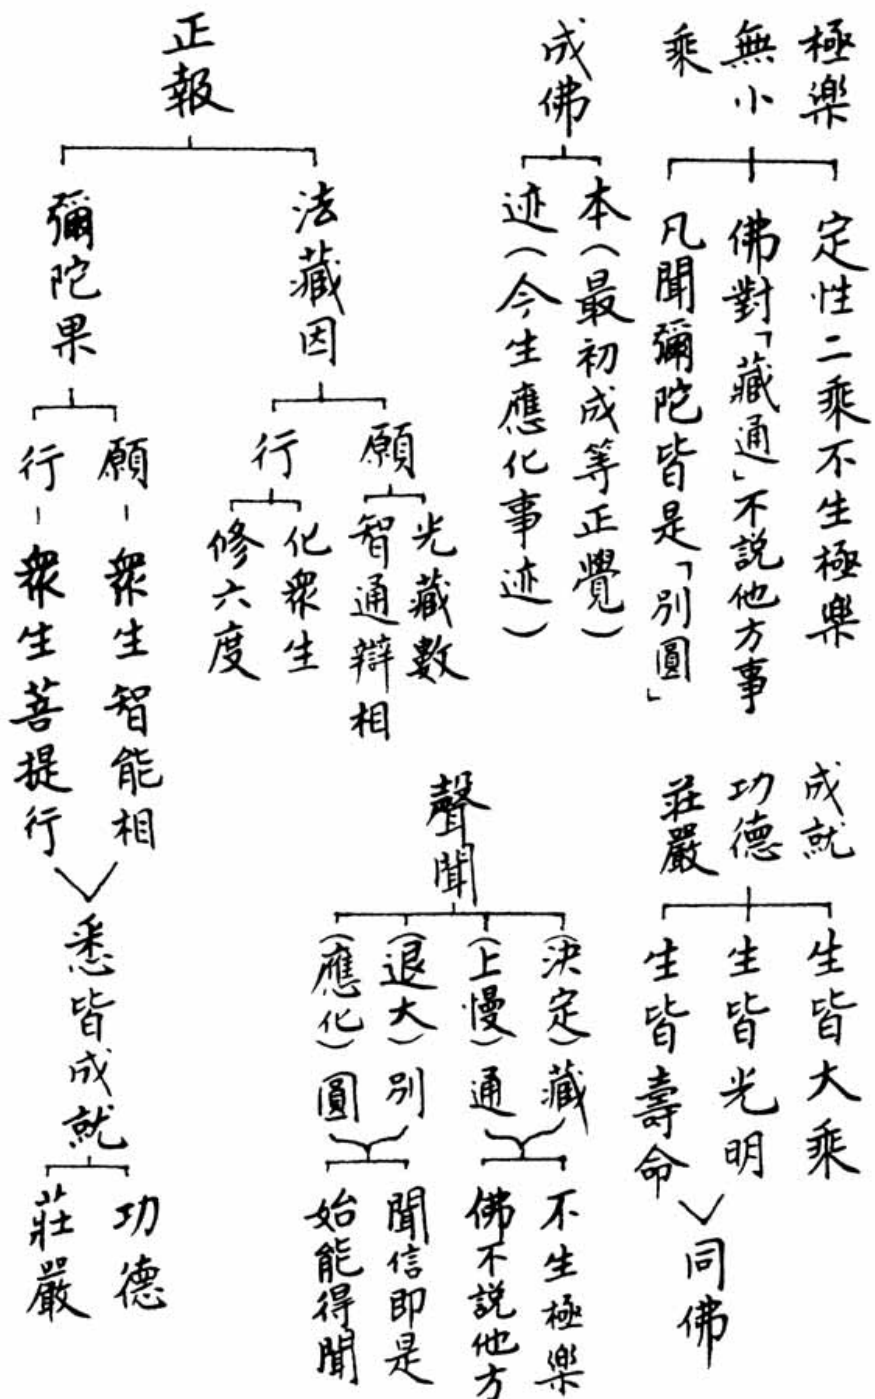 極樂
無小
乘
定性二乘不生極樂
佛對「藏通」不說他方事
凡聞彌陀皆是「別圓」
成佛
本(最初成等正覺)
迹(今生應化事迹)
成就
功德
莊嚴
生皆大乘
生皆光明
生皆壽命
同佛
聲聞
(決定)藏
(上慢)通
(退大)別
(應化)圓
不生極樂
佛不說他方
聞信即是
始能得聞
正報
法藏因
願
光藏數
智通辯相
行
化眾生
修六度
彌陀果
願-眾生智能相
行-眾生菩提行
悉皆成就
功德
莊嚴